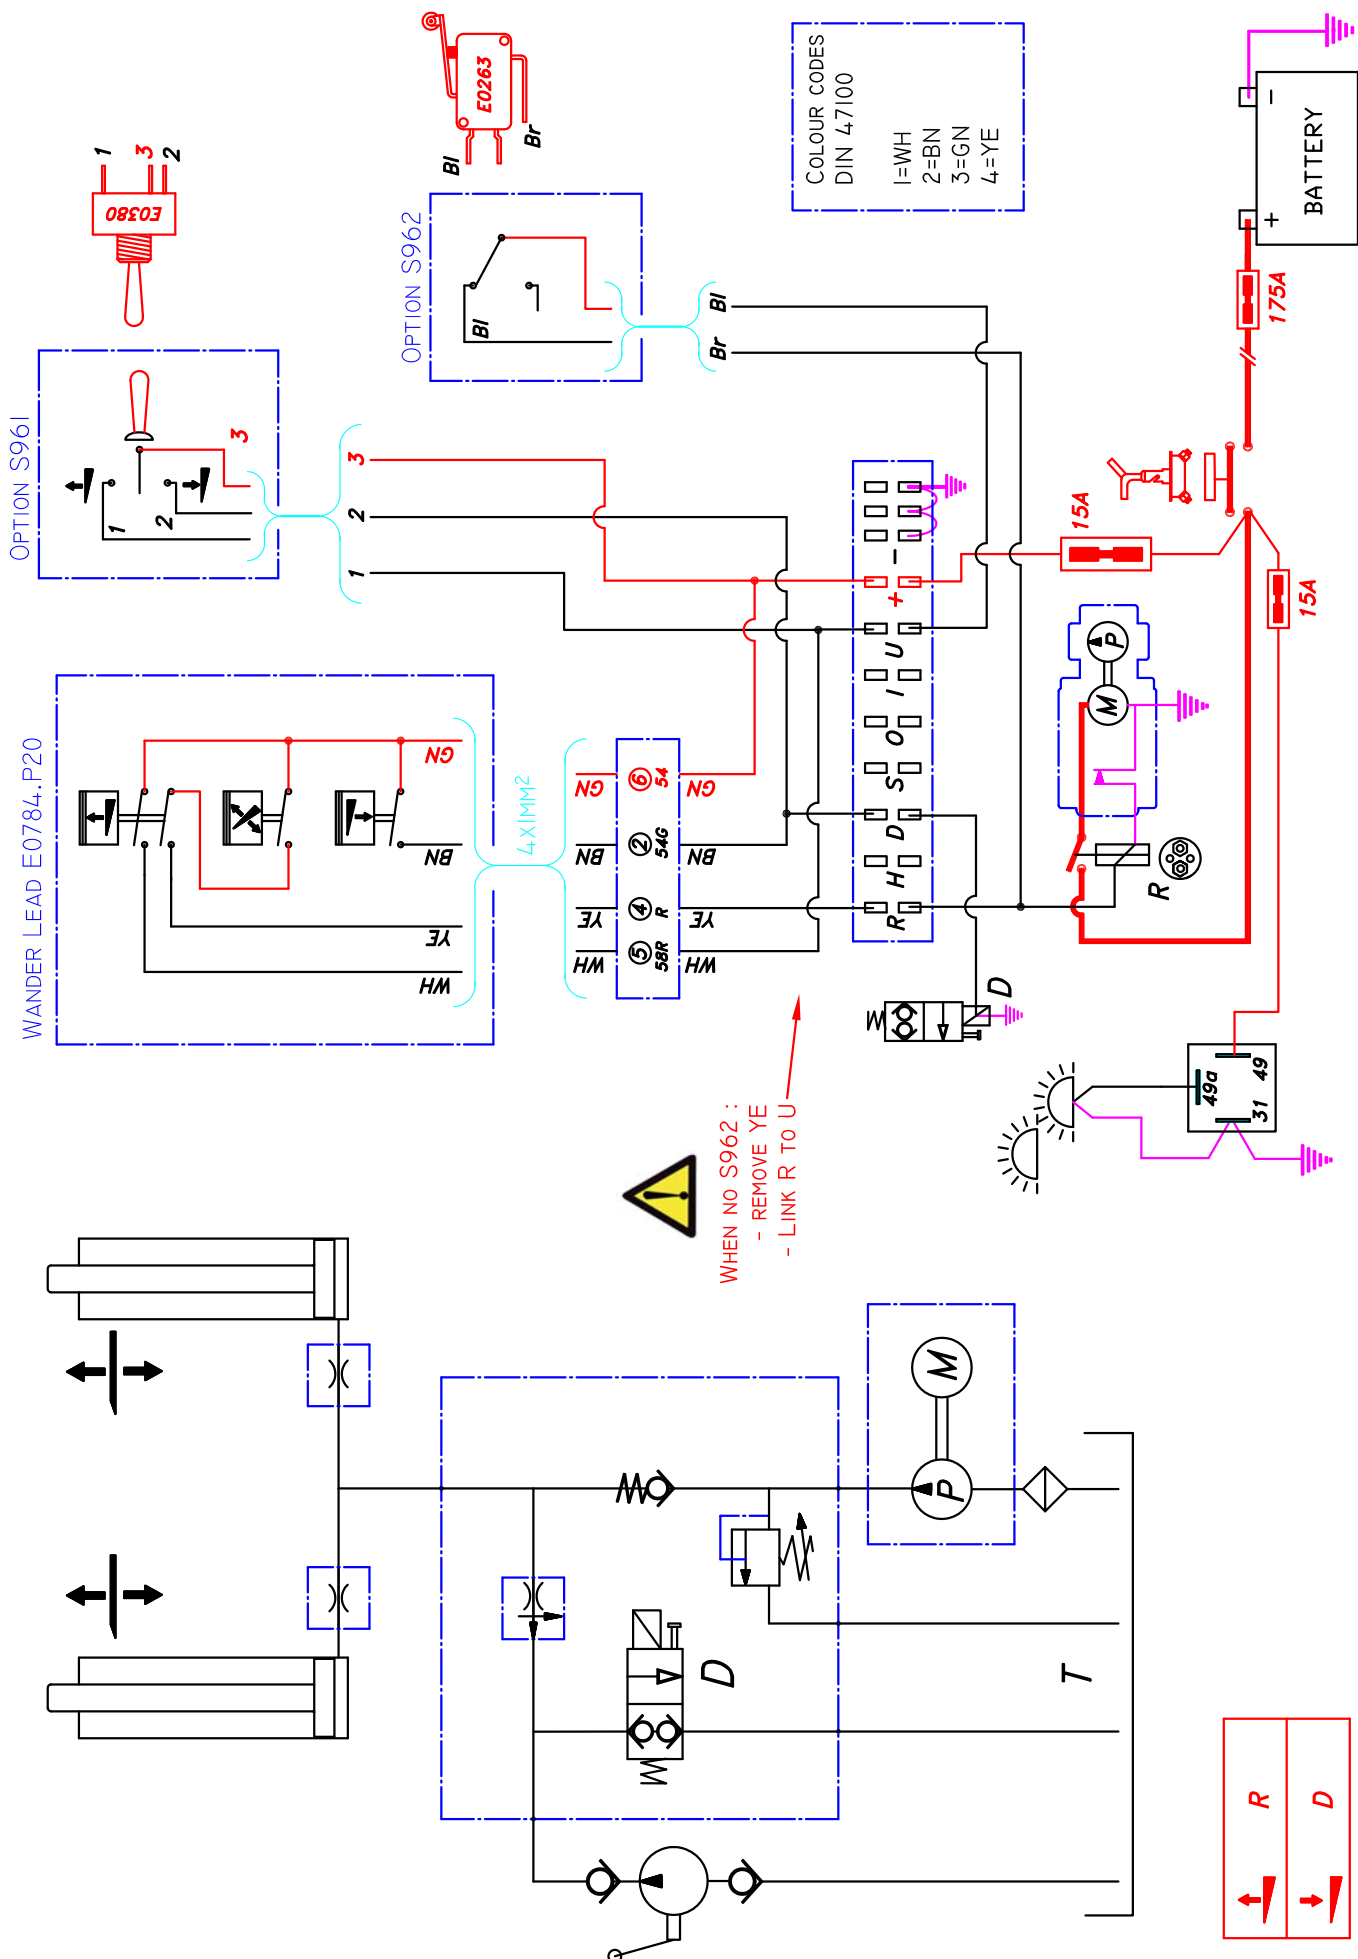 OPTION S961
1
2
3
E0380
1
3
2
1
2
3
OPTION S962
Bl
Br
Bl
E0263
Bl
Br
COLOUR CODES
DIN 47100
1=WH
2=BN
3=GN
4=YE
WANDER LEAD E0784.P20
WH
YE
BN
GN
4X1MM²
WH
YE
BN
GN
5
4
2
6
58R
R
54G
54
WH
YE
BN
GN
R
H
D
S
O
I
U
+
-
D
R
M
P
15A
15A
175A
+
-
BATTERY
49a
31
49
WHEN NO S962 :
- REMOVE YE
- LINK R TO U
D
P
M
T
R
D